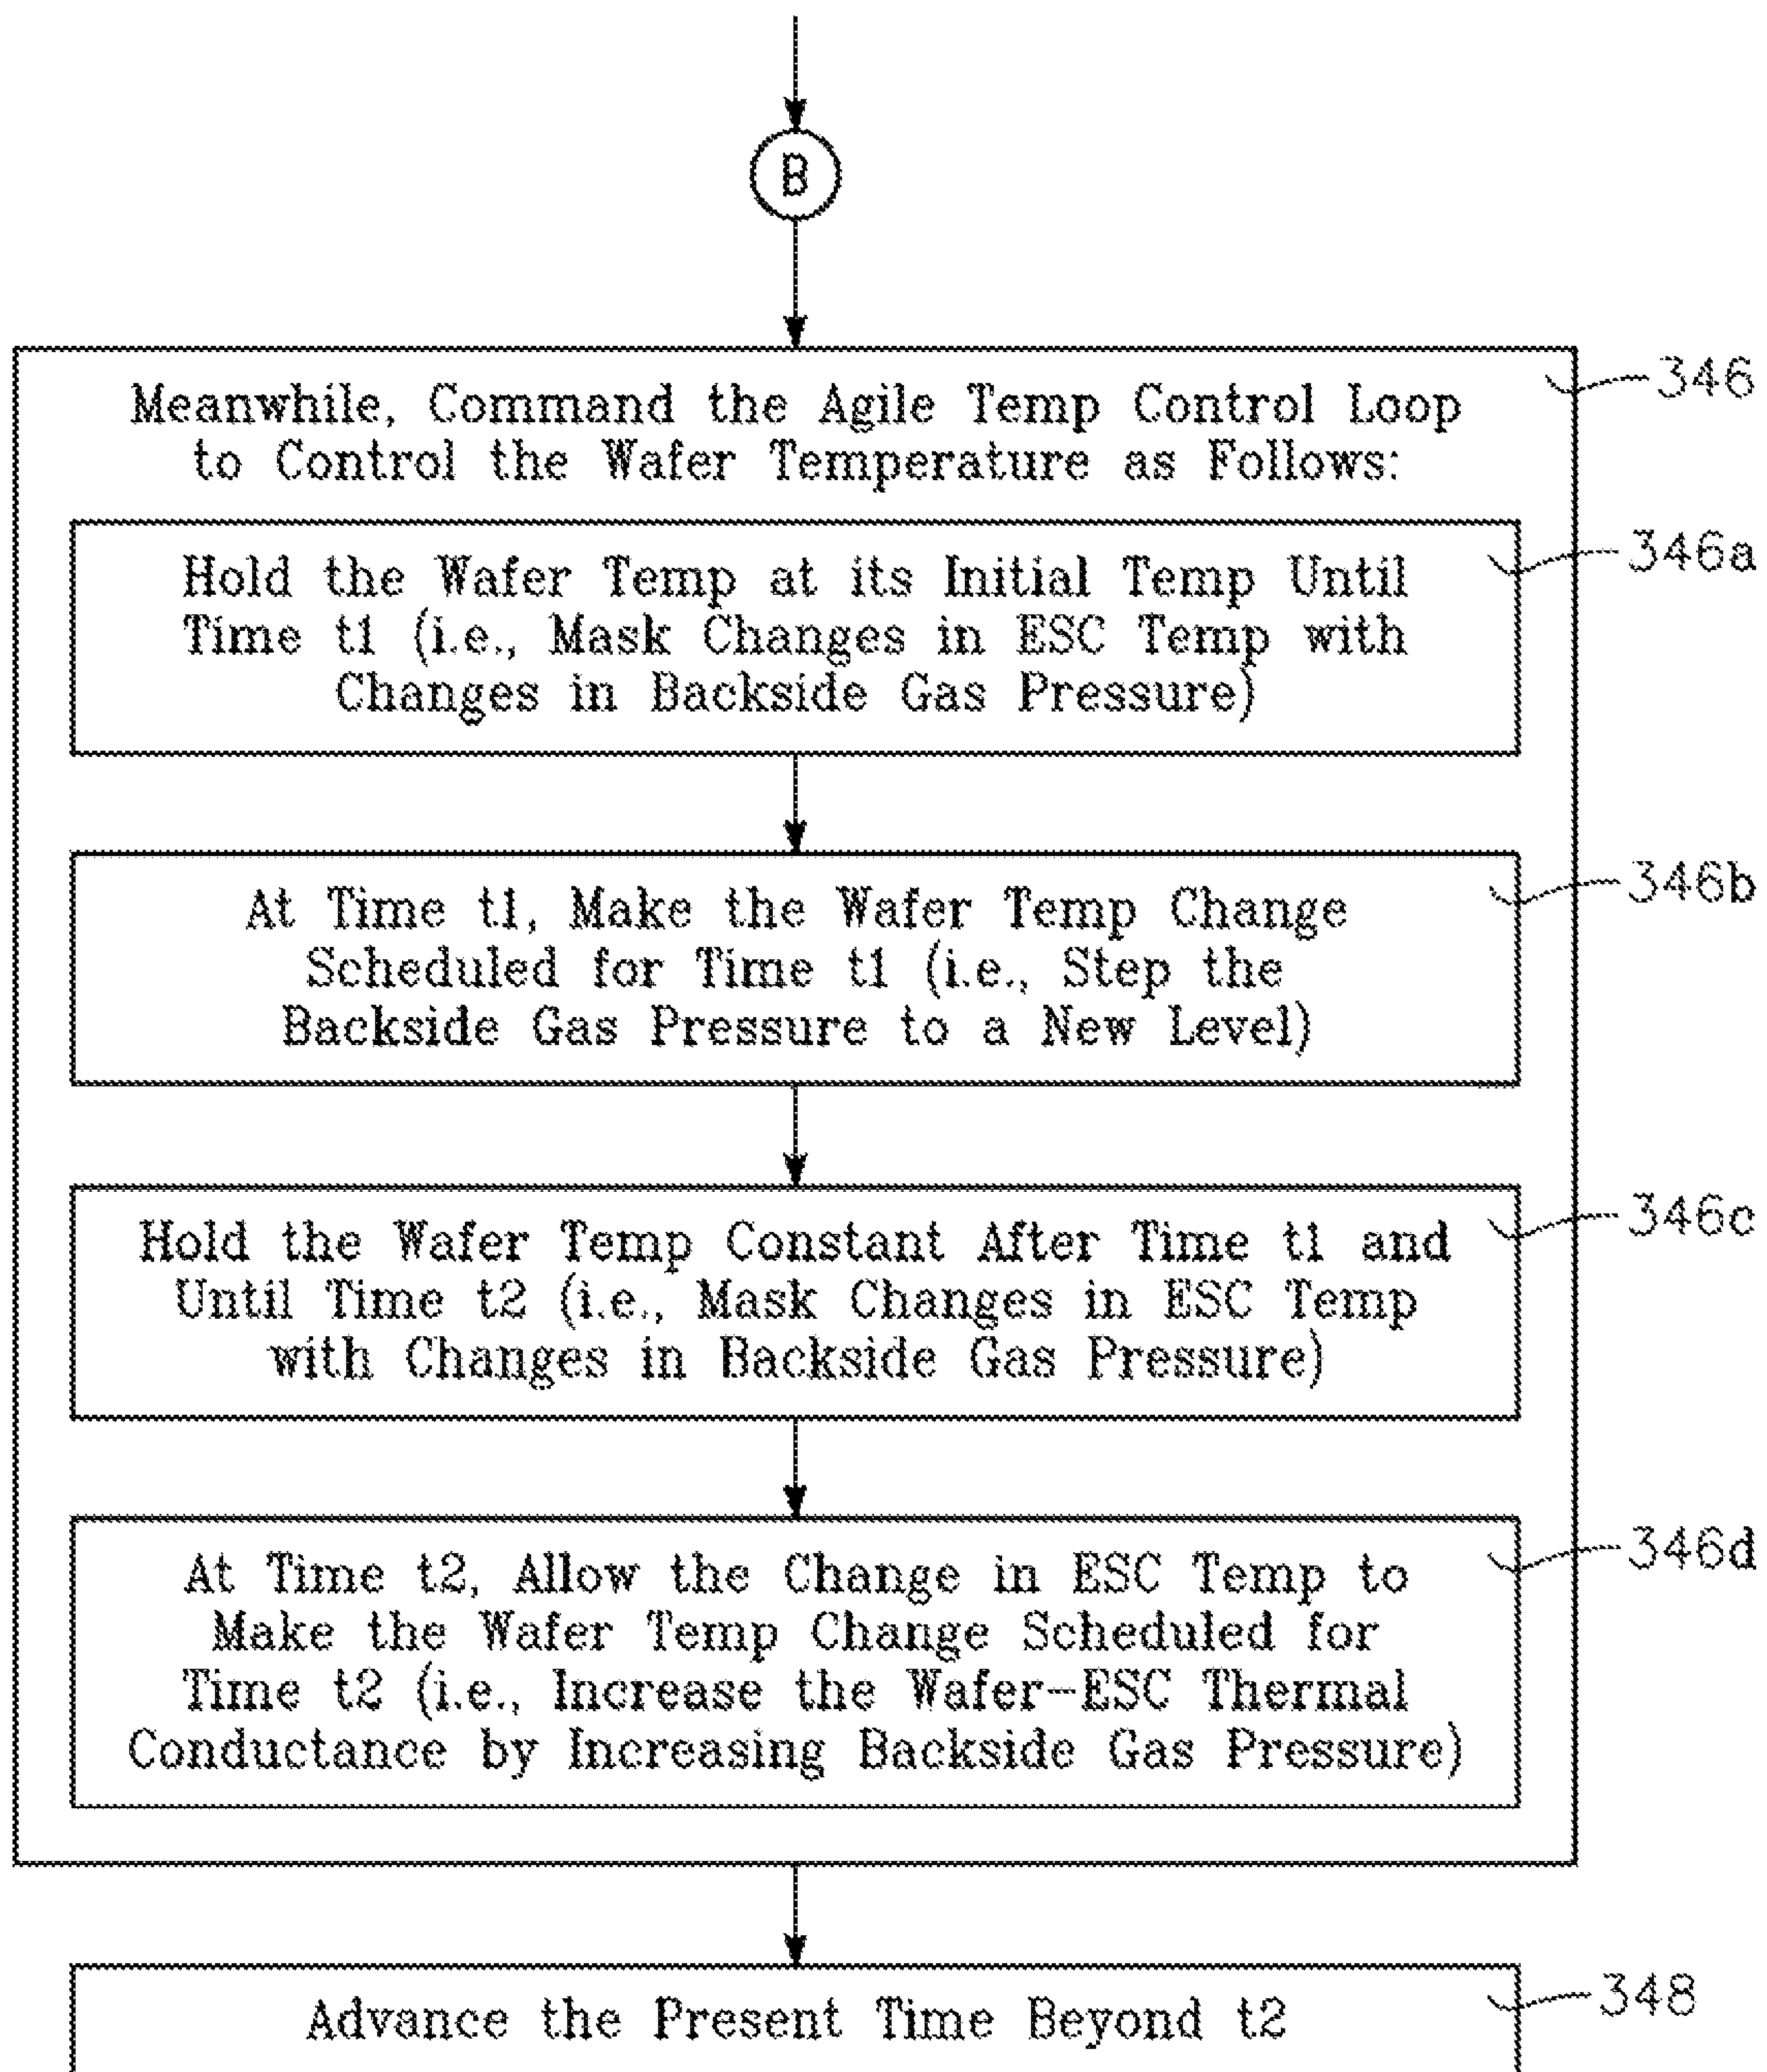 B
Meanwhile, Command the Agile Temp Control Loop
to Control the Wafer Temperature as Follows:
346
Hold the Wafer Temp at its Initial Temp Until
Time t1 (i.e., Mask Changes in ESC Temp with
Changes in Backside Gas Pressure)
346a
At Time t1, Make the Wafer Temp Change
Scheduled for Time t1 (i.e., Step the
Backside Gas Pressure to a New Level)
346b
Hold the Wafer Temp Constant After Time t1 and
Until Time t2 (i.e., Mask Changes in ESC Temp
with Changes in Backside Gas Pressure)
346c
At Time t2, Allow the Change in ESC Temp to
Make the Wafer Temp Change Scheduled for
Time t2 (i.e., Increase the Wafer-ESC Thermal
Conductance by Increasing Backside Gas Pressure)
346d
Advance the Present Time Beyond t2
348